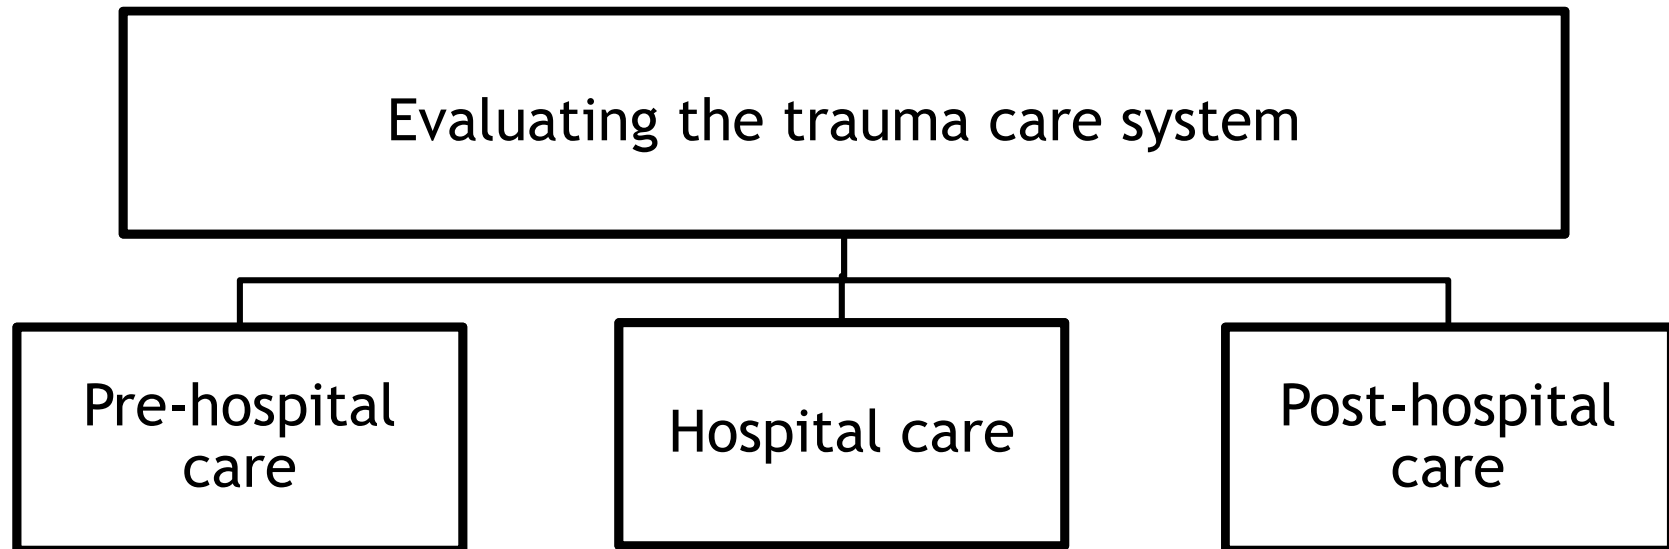 Evaluating the trauma care system
Pre-hospital
care
Hospital care
Post-hospital
care